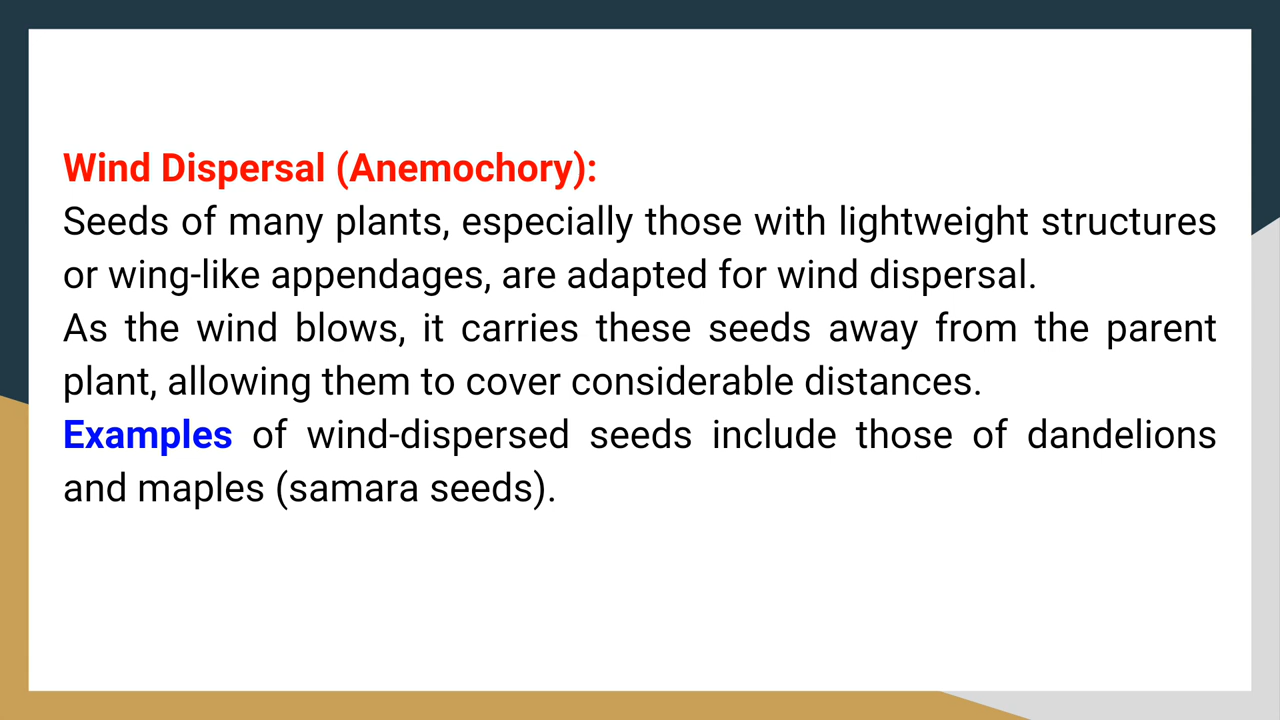 Wind Dispersal (Anemochory):
Seeds of many plants, especially those with lightweight structures
or wing-like appendages, are adapted for wind dispersal.
As the wind blows, it carries these seeds away from the parent
plant, allowing them to cover considerable distances.
Examples of wind-dispersed seeds include those of dandelions
and maples (samara seeds).